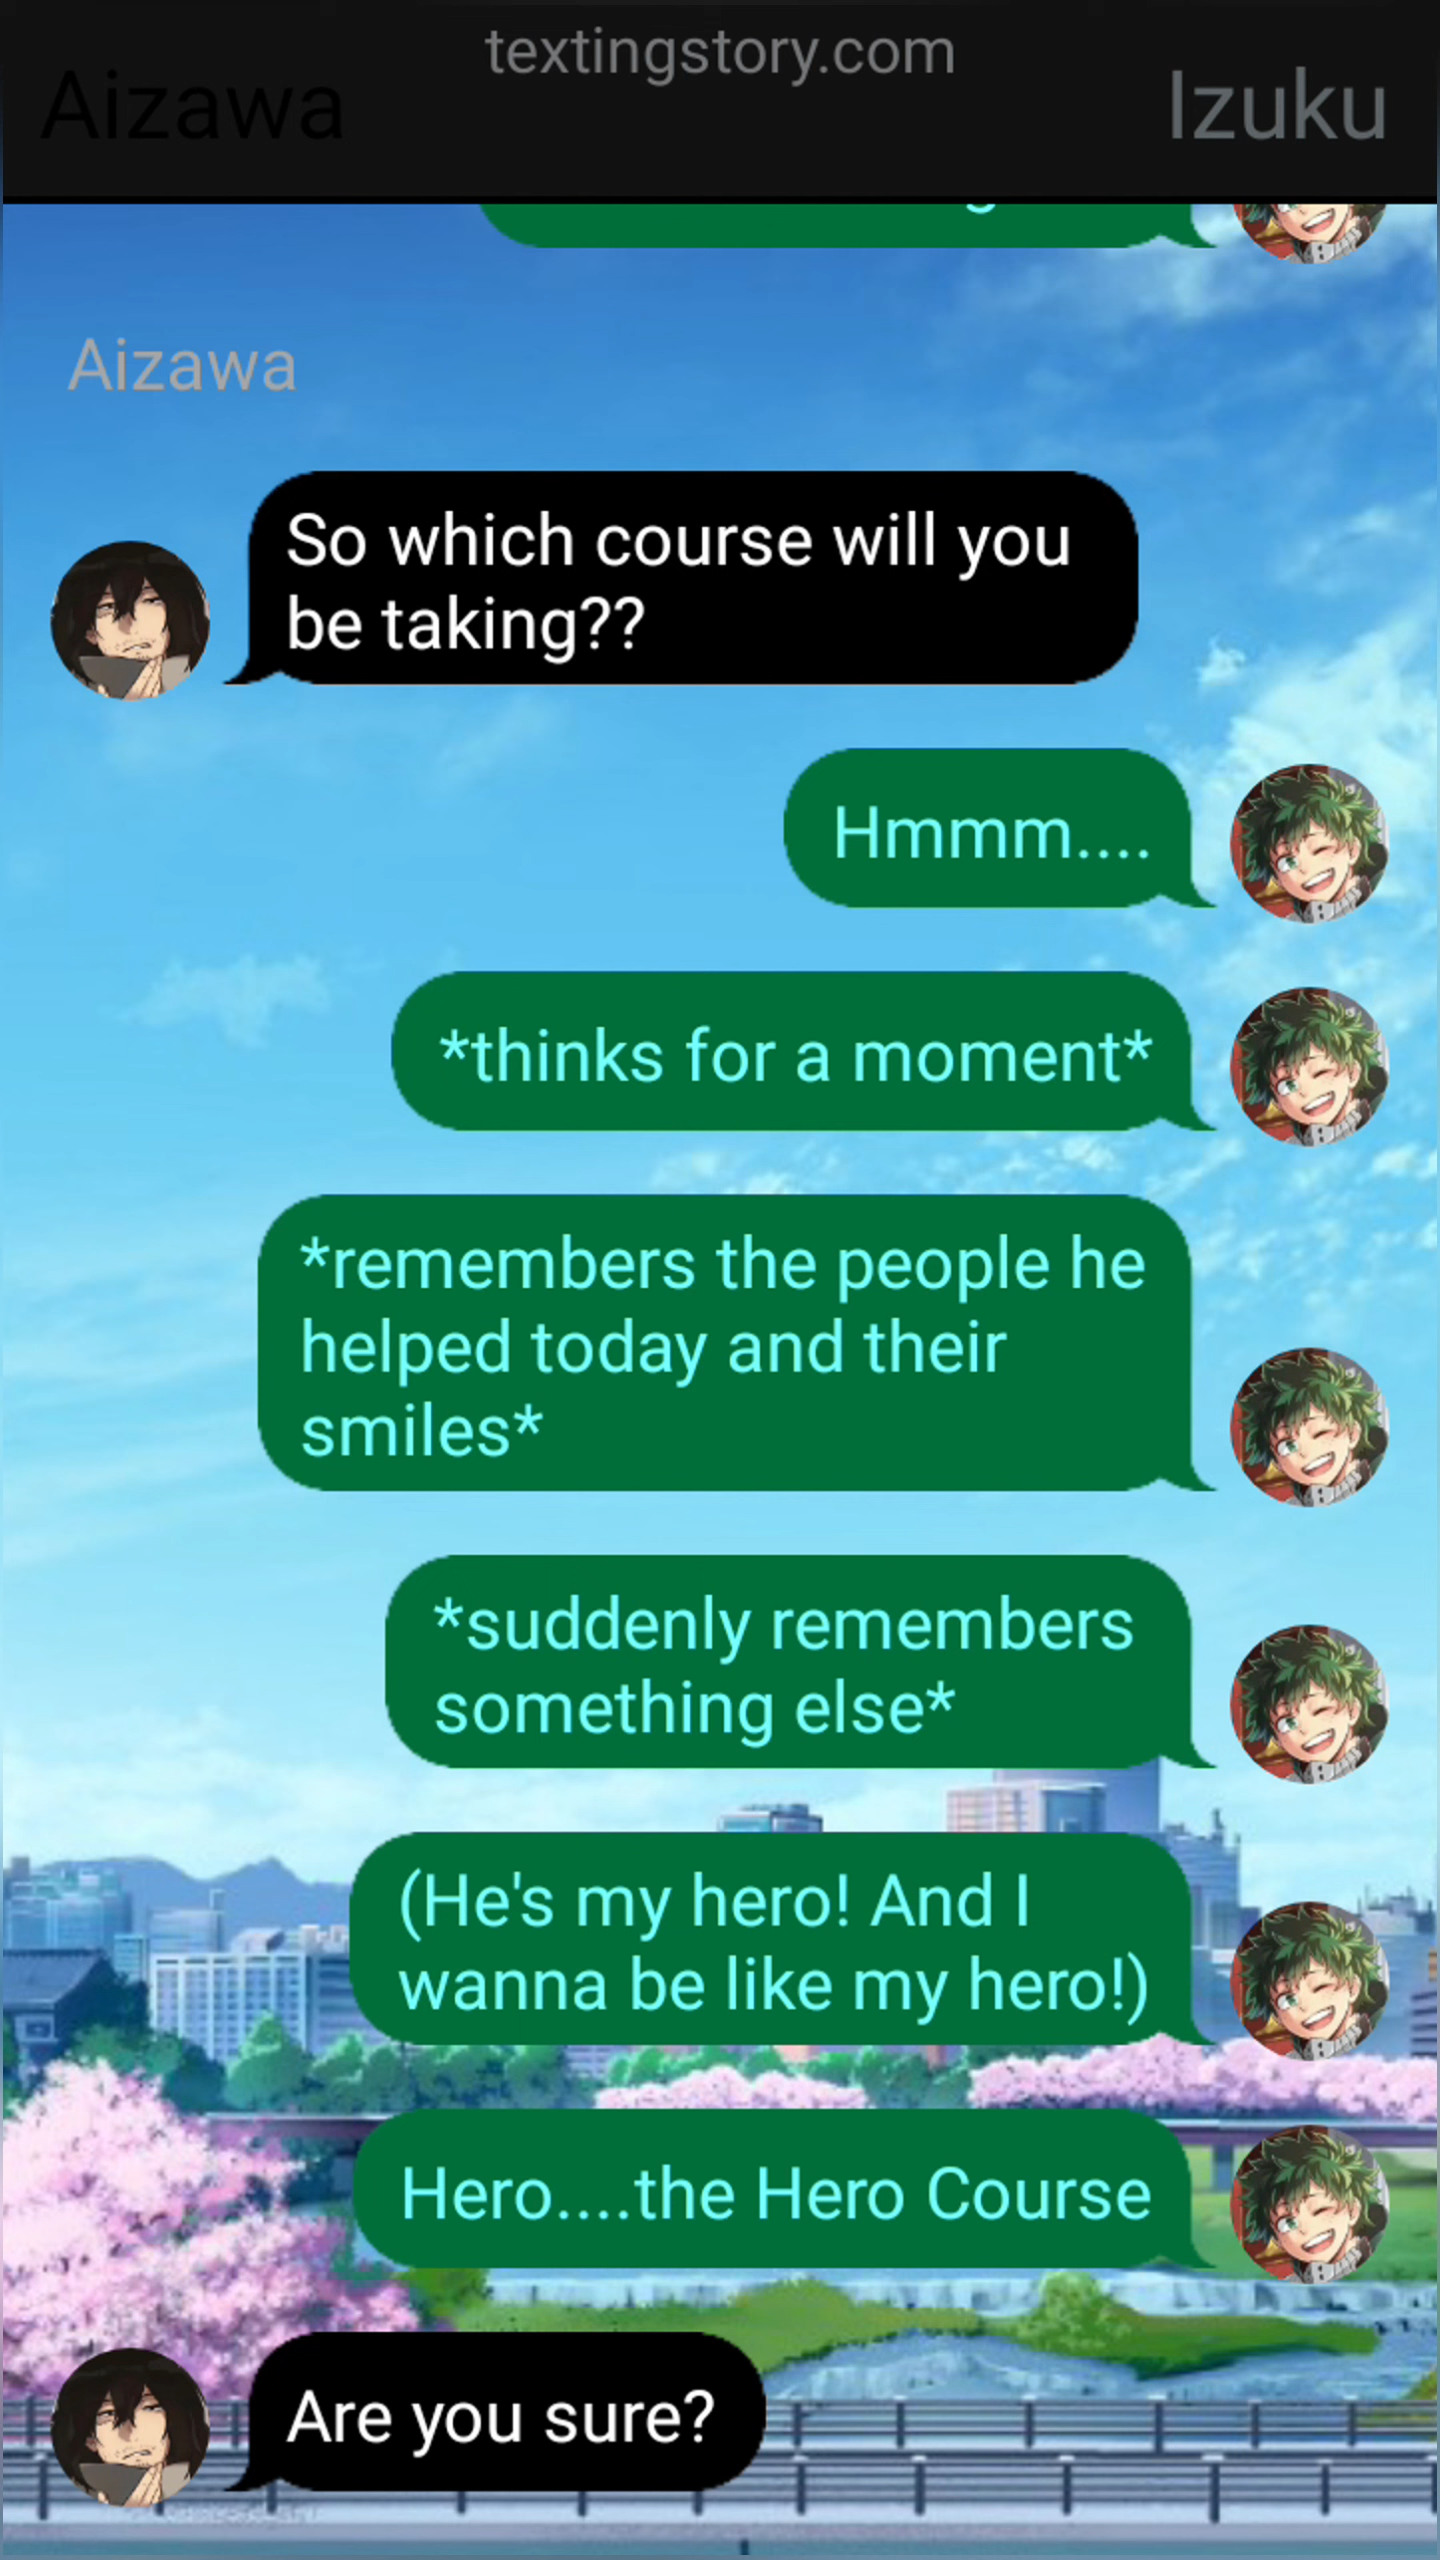 textingstory.com
Aizawa
Izuku
Aizawa
So which course will you
be taking??
Hmmm....
*thinks for a moment*
*remembers the people he
helped today and their
smiles*
*suddenly remembers
something else*
(He's my hero! And I
wanna be like my hero!)
Hero....the Hero Course
Are you sure?